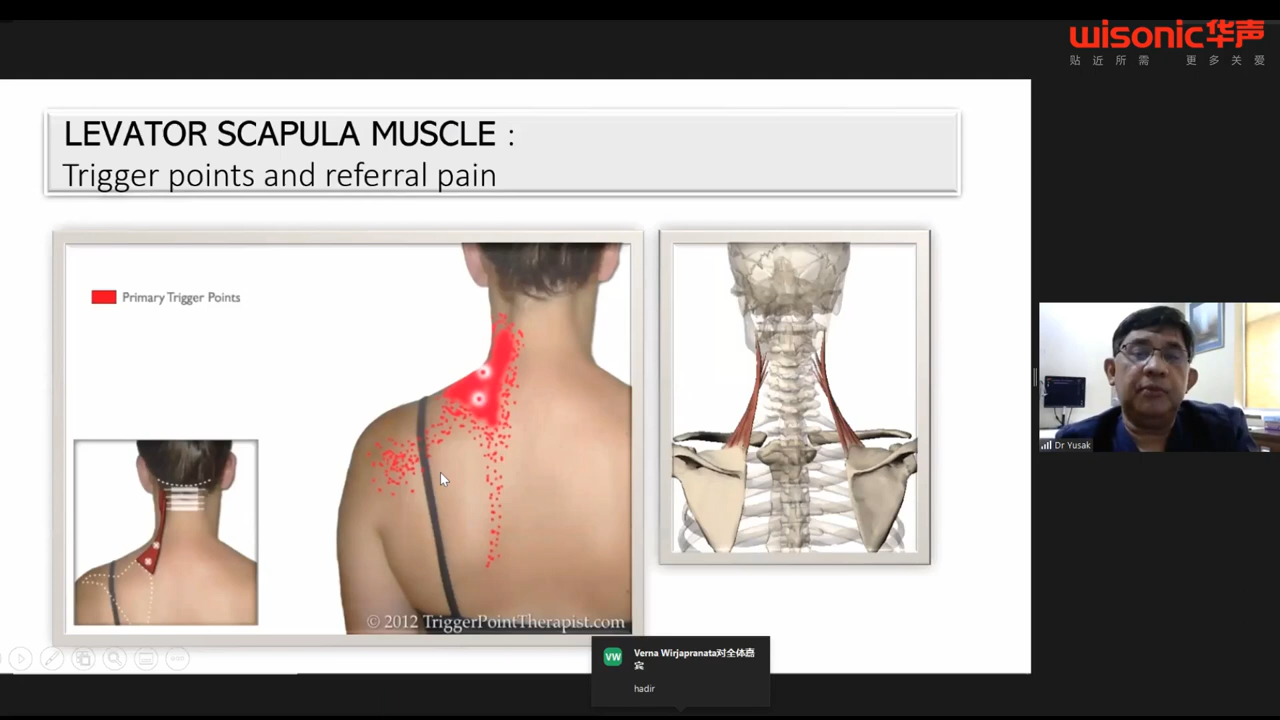 wisonic华声
贴近所需 更多关爱
LEVATOR SCAPULA MUSCLE :
Trigger points and referral pain
Primary Trigger Points
© 2012 TriggerPointTherapist.com
Dr Yusak
VW
Verna Wirjapranata对全体嘉
宾
hadir